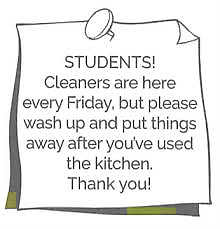 STUDENTS!
Cleaners are here
every Friday, but please
wash up and put things
away after you've used
the kitchen.
Thank you!